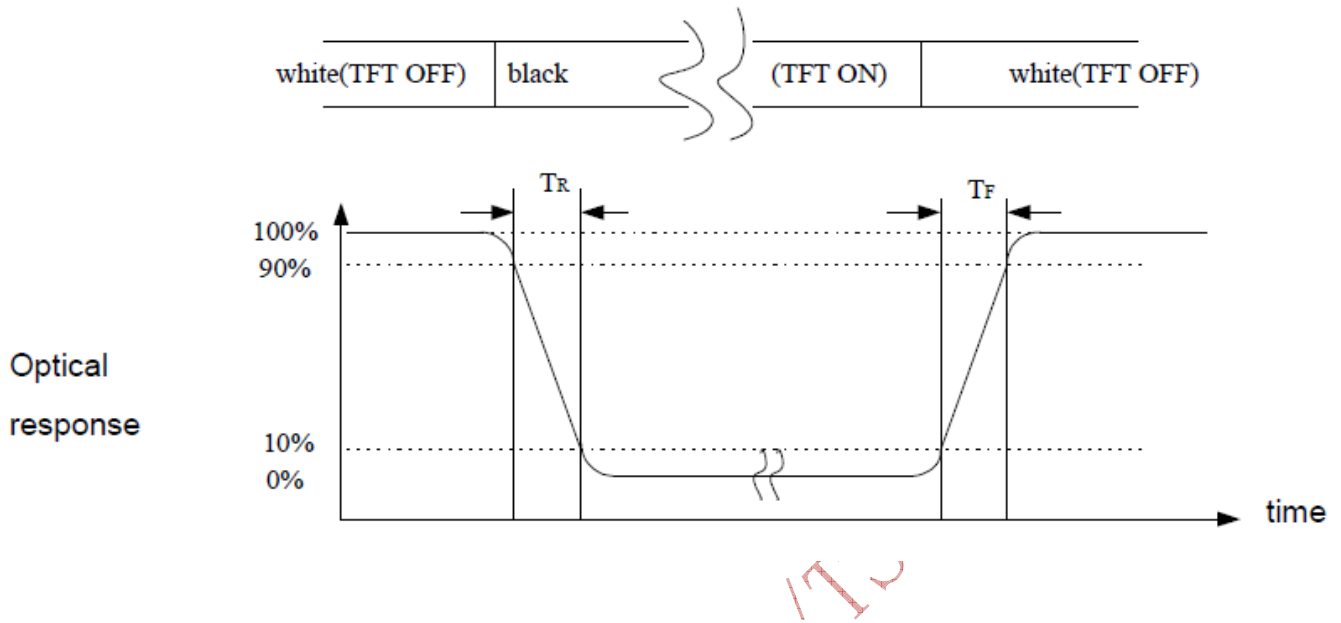 white(TFT OFF) black (TFT ON) white(TFT OFF)
TR TF
100%
90%
Optical
response
10%
0%
time